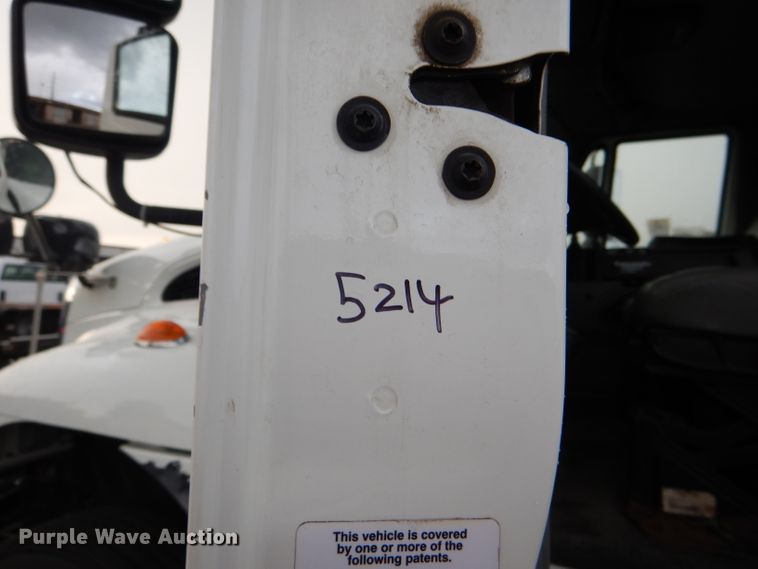 5214
This vehicle is covered
by one or more of the
following patents.
Purple Wave Auction®